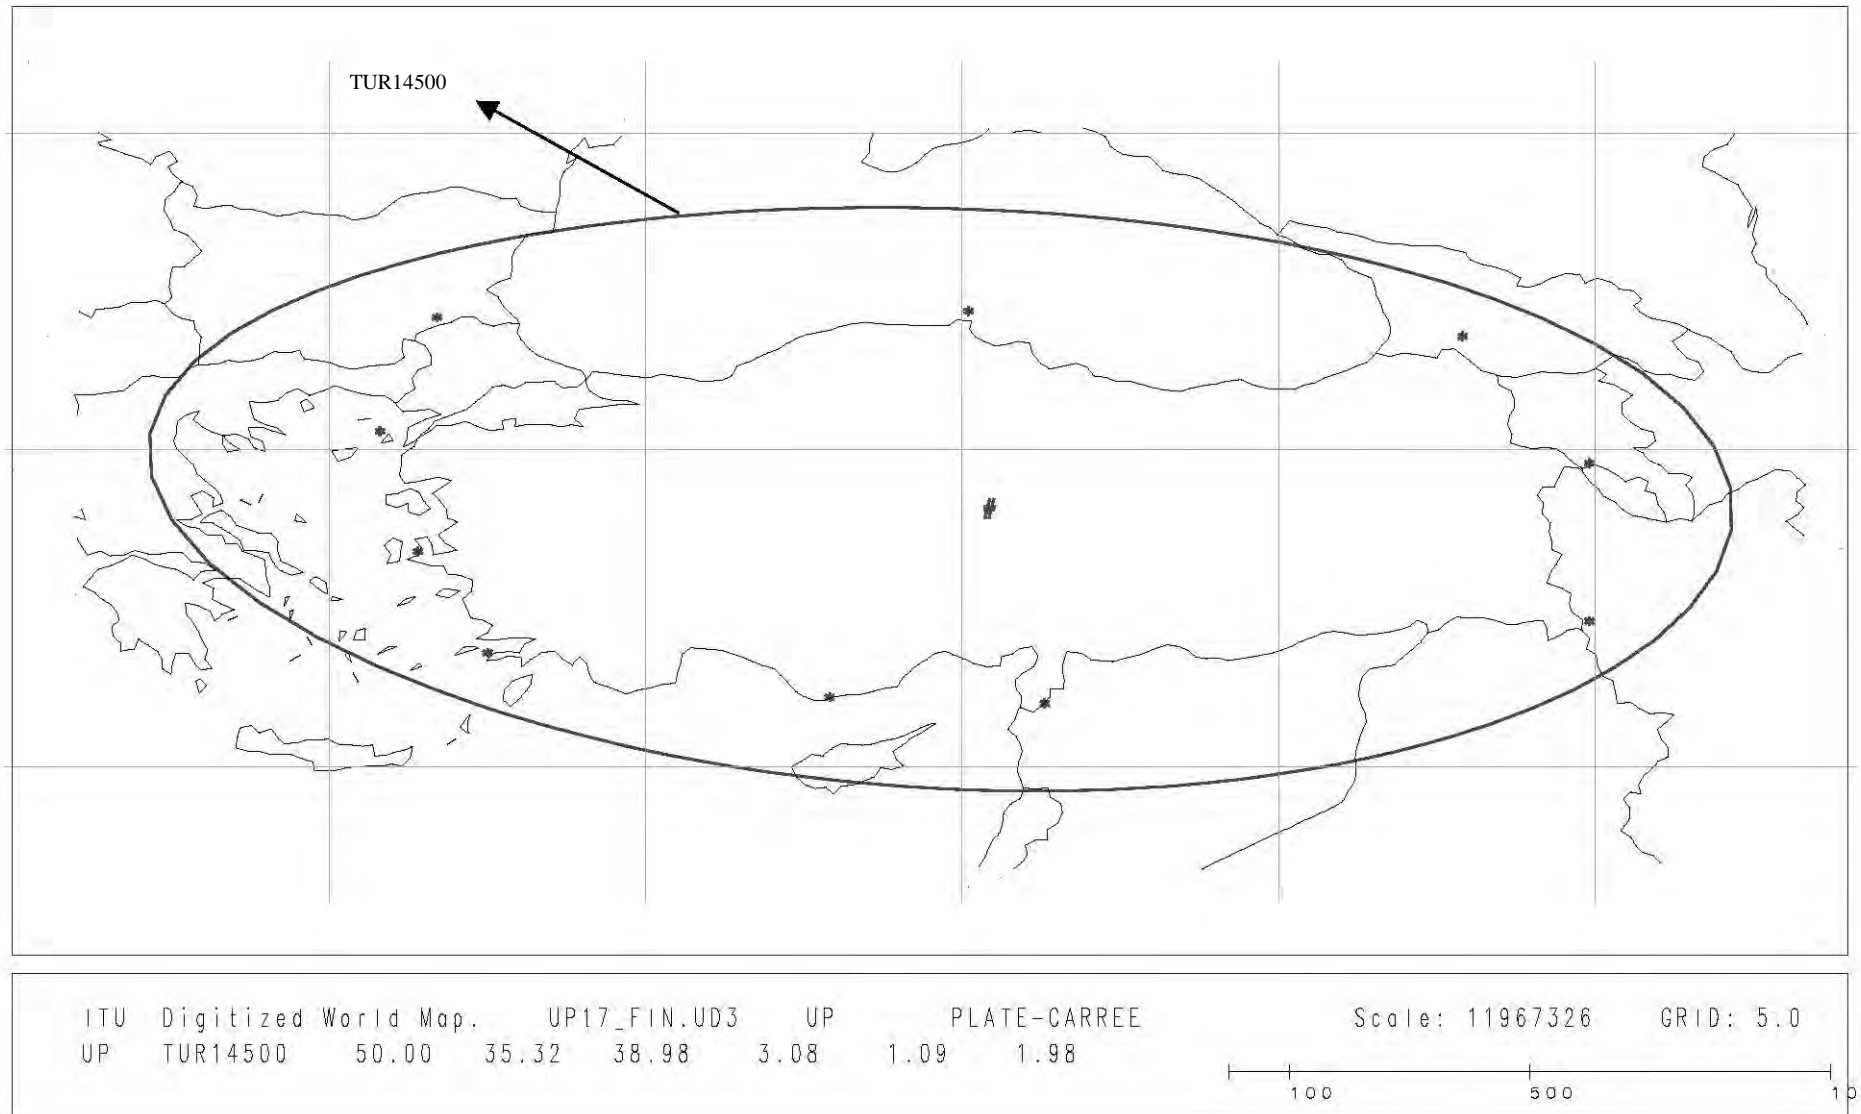 TUR14500
#
ITU Digitized World Map. UP17_FIN.UD3 UP PLATE-CARREE Scale: 11967326 GRID: 5.0
UP TUR14500 50.00 35.32 38.98 3.08 1.09 1.98
100 500 10